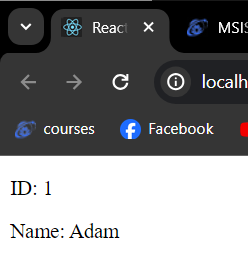 React
MSIS
localh
courses
Facebook
ID: 1
Name: Adam